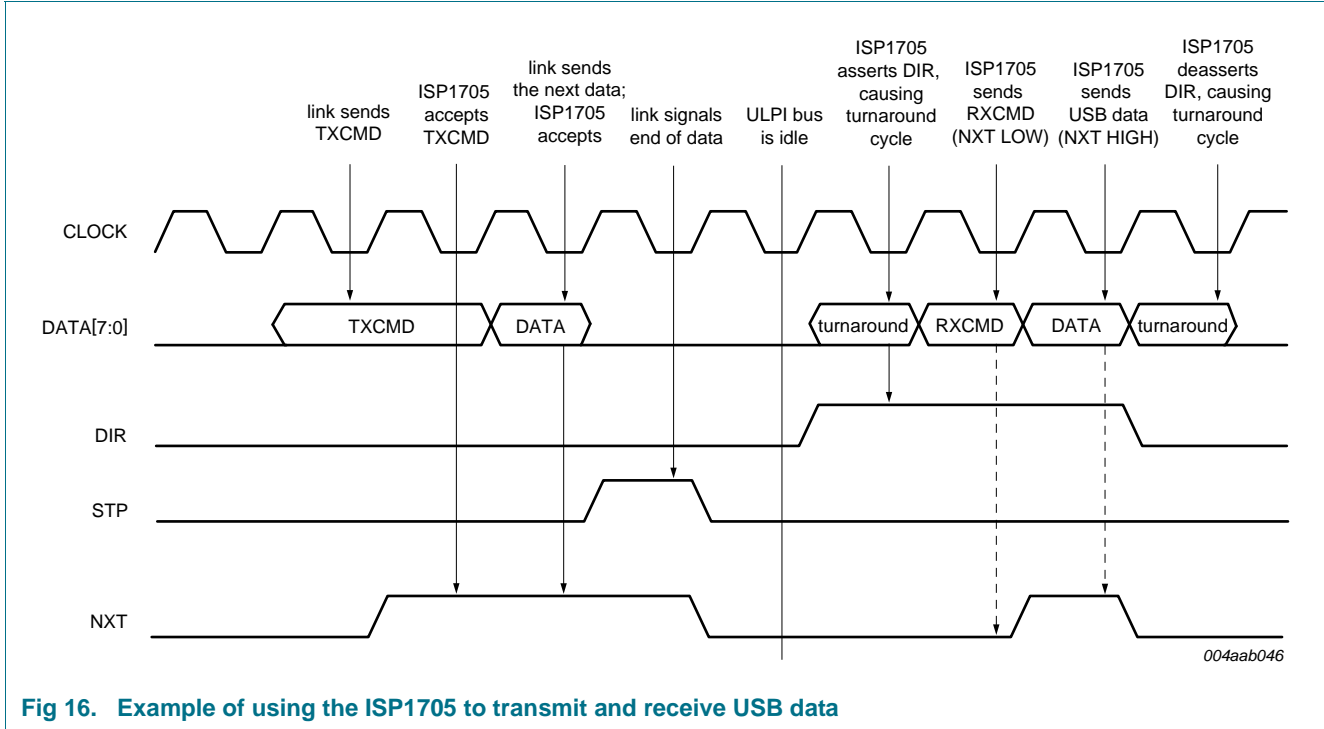 link sends
TXCMD
ISP1705
accepts
TXCMD
link sends
the next data;
ISP1705
accepts
link signals
end of data
ULPI bus
is idle
ISP1705
asserts DIR,
causing
turnaround
cycle
ISP1705
sends
RXCMD
(NXT LOW)
ISP1705
sends
USB data
(NXT HIGH)
ISP1705
deasserts
DIR, causing
turnaround
cycle
CLOCK
DATA[7:0]
TXCMD
DATA
turnaround
RXCMD
DATA
turnaround
DIR
STP
NXT
004aab046
Fig 16. Example of using the ISP1705 to transmit and receive USB data